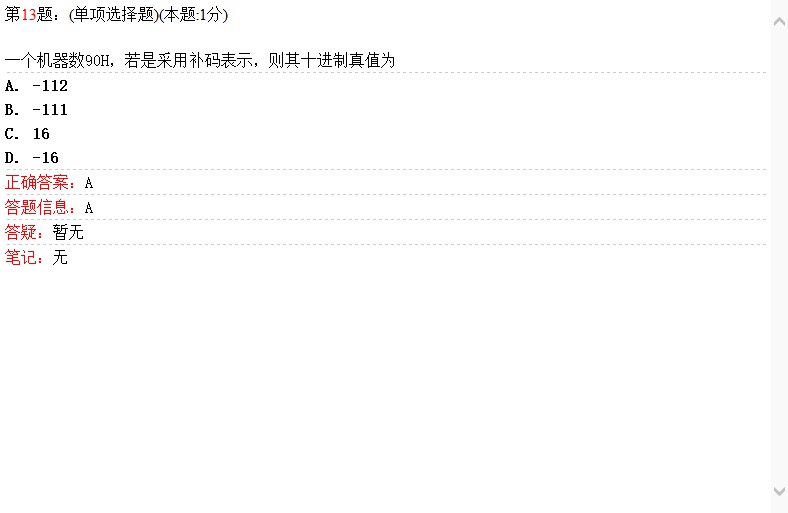 第13题：(单项选择题)(本题:1分)
一个机器数90H，若是采用补码表示，则其十进制真值为
A. -112
B. -111
C. 16
D. -16
正确答案：A
答题信息：A
答疑：暂无
笔记：无